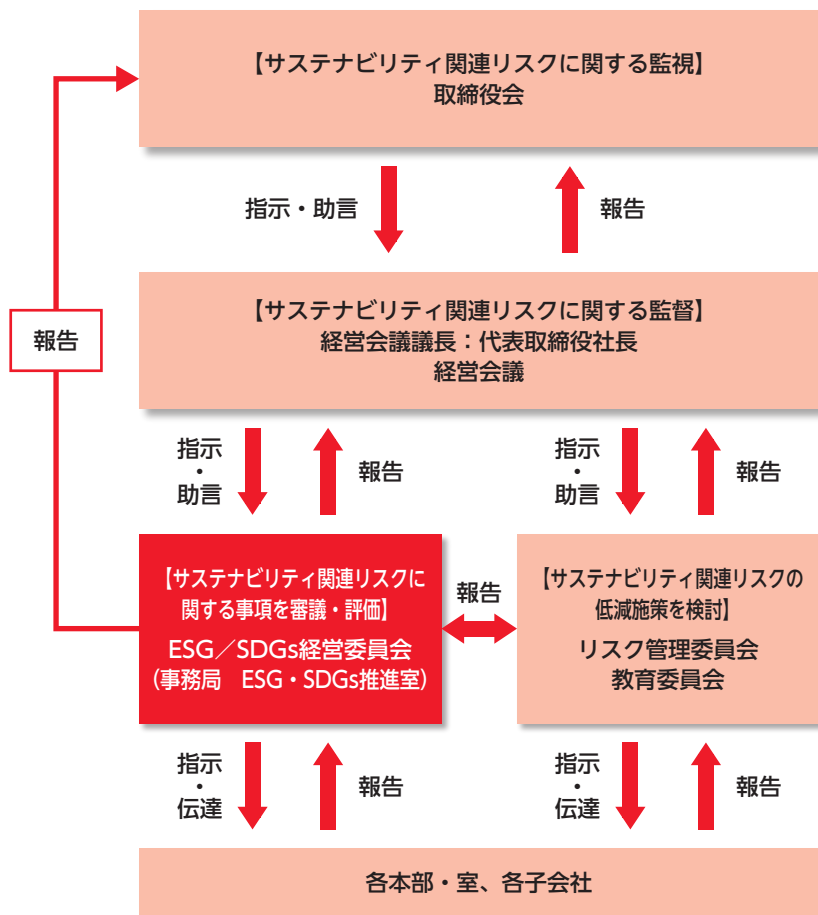 【サステナビリティ関連リスクに関する監視】
取締役会
指示・助言
報告
報告
【サステナビリティ関連リスクに関する監督】
経営会議議長：代表取締役社長
経営会議
指示
・
助言
報告
指示
・
助言
報告
【サステナビリティ関連リスクに
関する事項を審議・評価】
ESG／SDGs経営委員会
(事務局　ESG・SDGs推進室)
報告
【サステナビリティ関連リスクの
低減施策を検討】
リスク管理委員会
教育委員会
指示
・
伝達
報告
指示
・
伝達
報告
各本部・室、各子会社